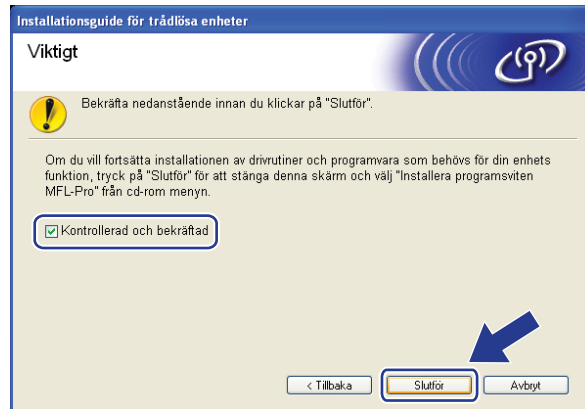 Installationsguide för trådlösa enheter
Viktigt
Bekräfta nedanstående innan du klickar på "Slutför".
Om du vill fortsätta installationen av drivrutiner och programvara som behövs för din enhets
funktion, tryck på "Slutför" för att stänga denna skärm och välj "Installera programsviten
MFL-Pro" från cd-rom menyn.
Kontrollerad och bekräftad
< Tillbaka
Slutför
Avbryt